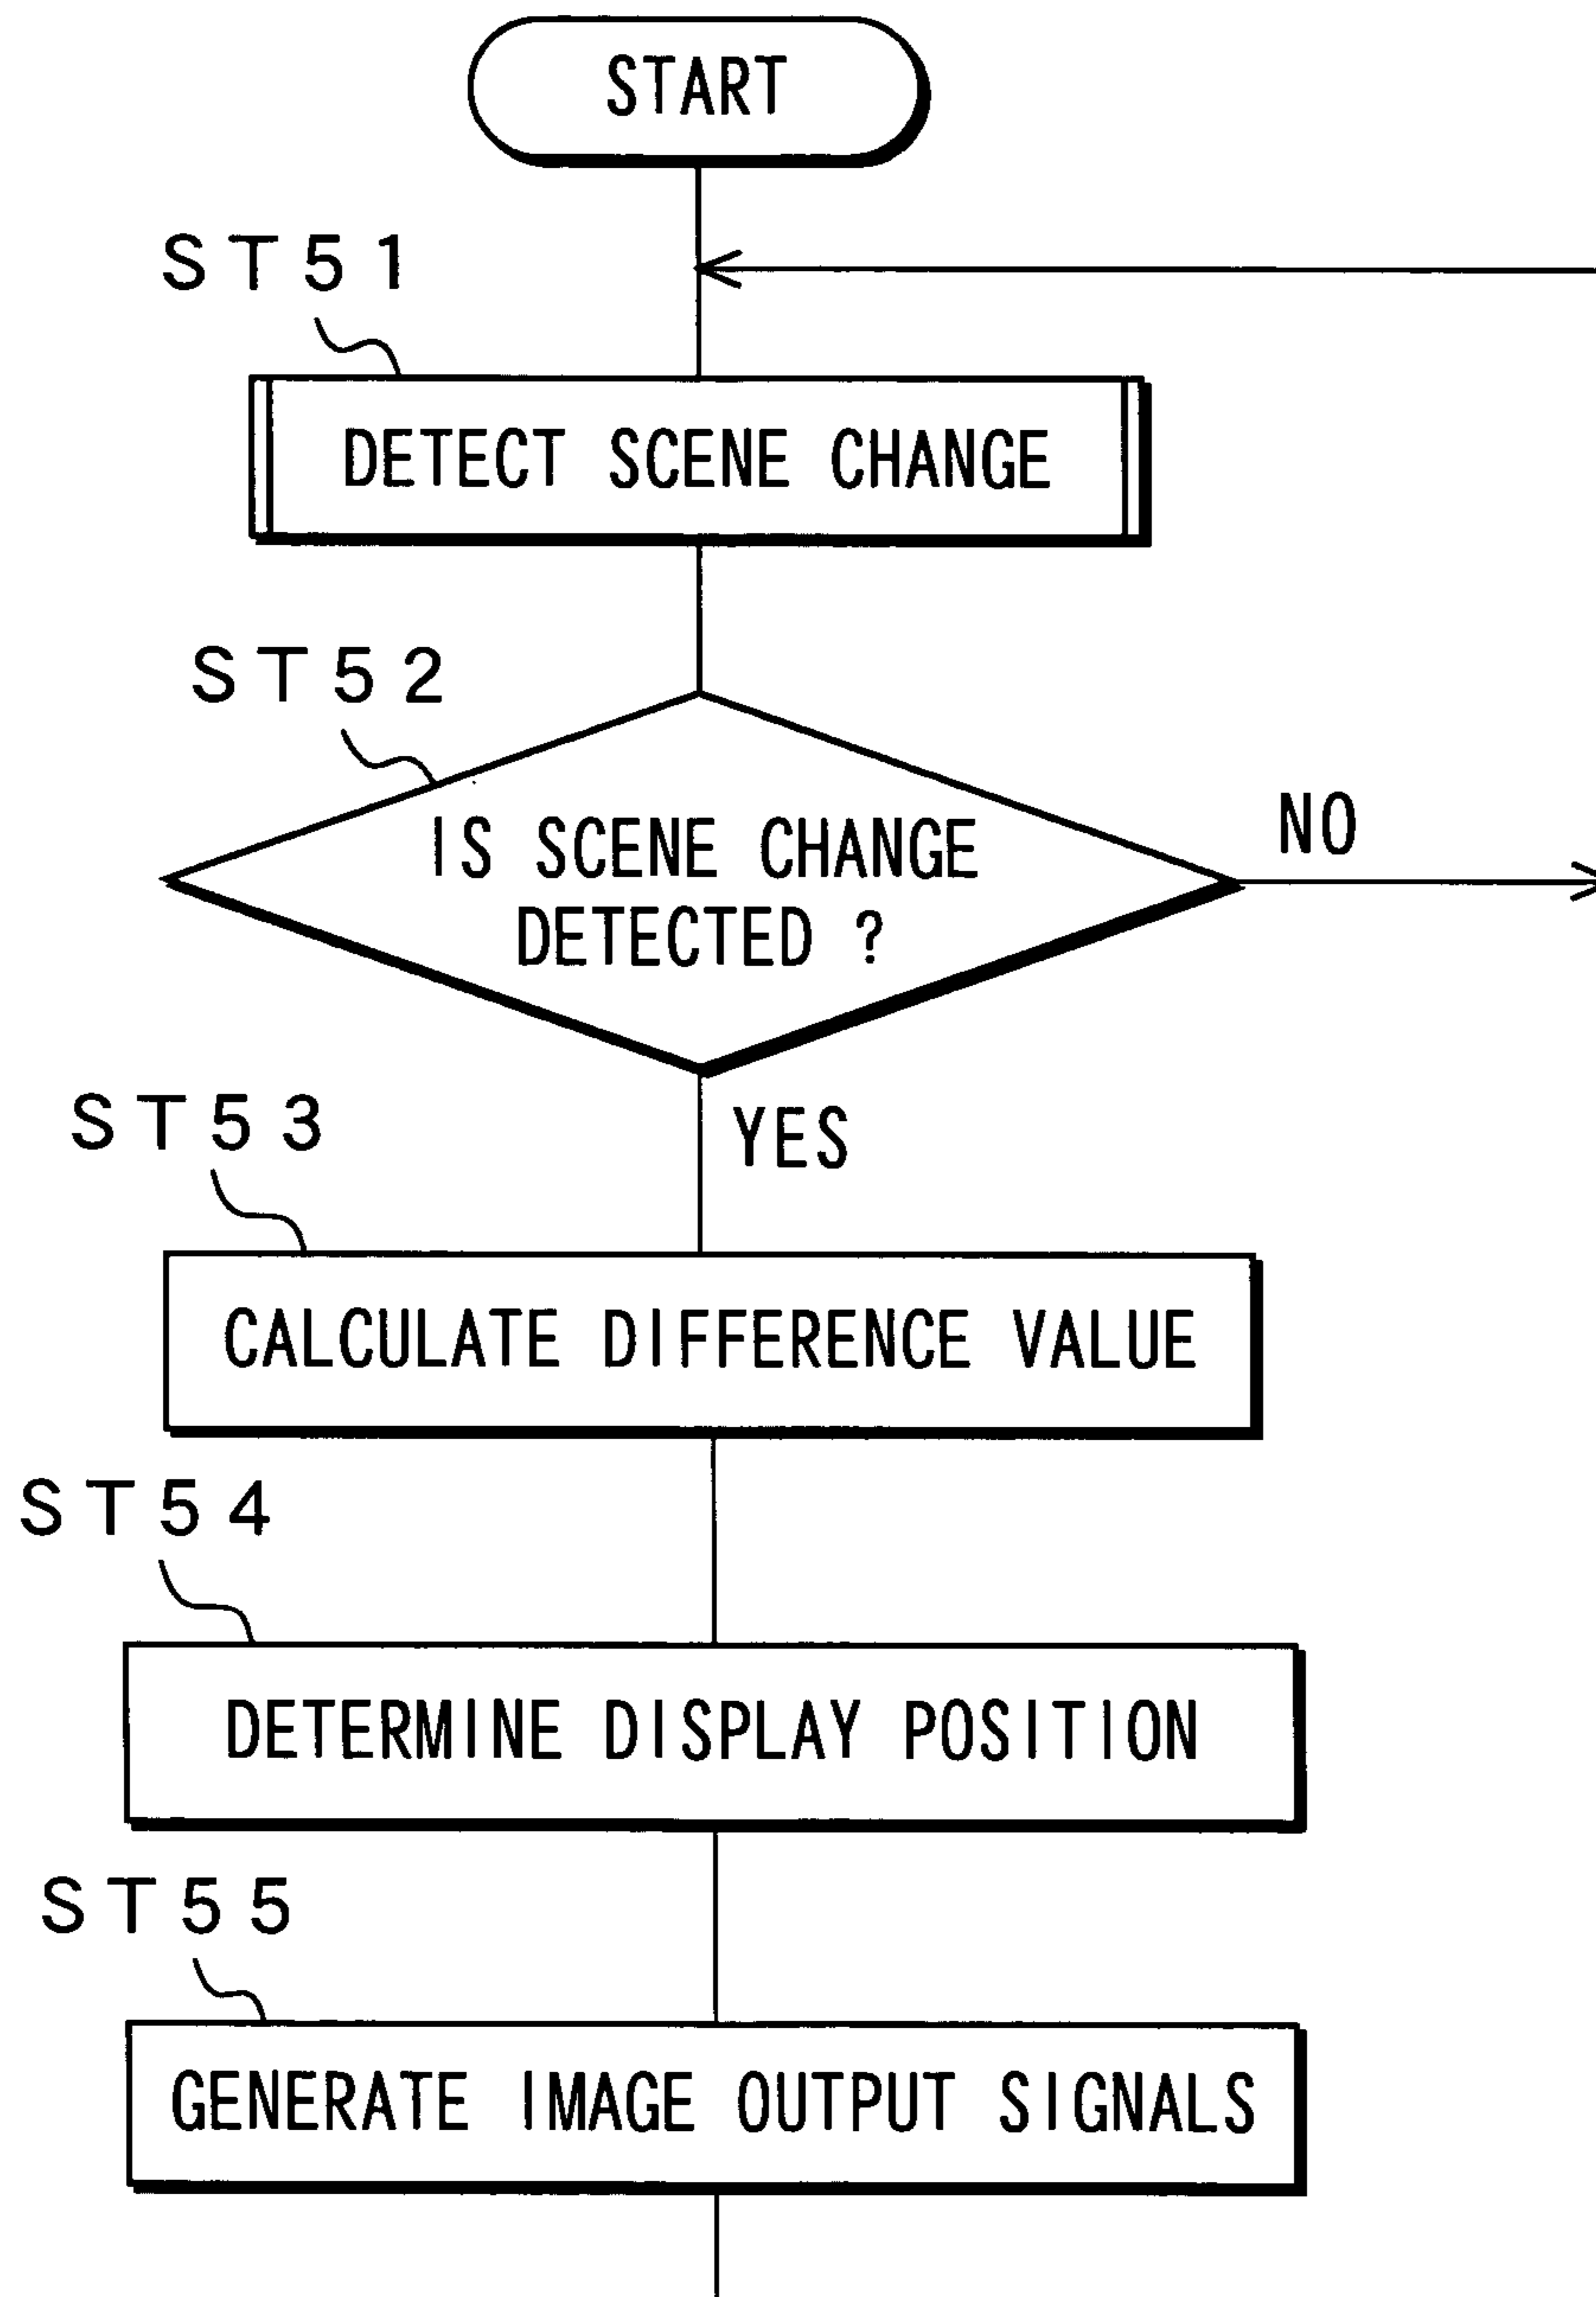 START
ST51
DETECT SCENE CHANGE
ST52
IS SCENE CHANGE
DETECTED ?
NO
YES
ST53
CALCULATE DIFFERENCE VALUE
ST54
DETERMINE DISPLAY POSITION
ST55
GENERATE IMAGE OUTPUT SIGNALS